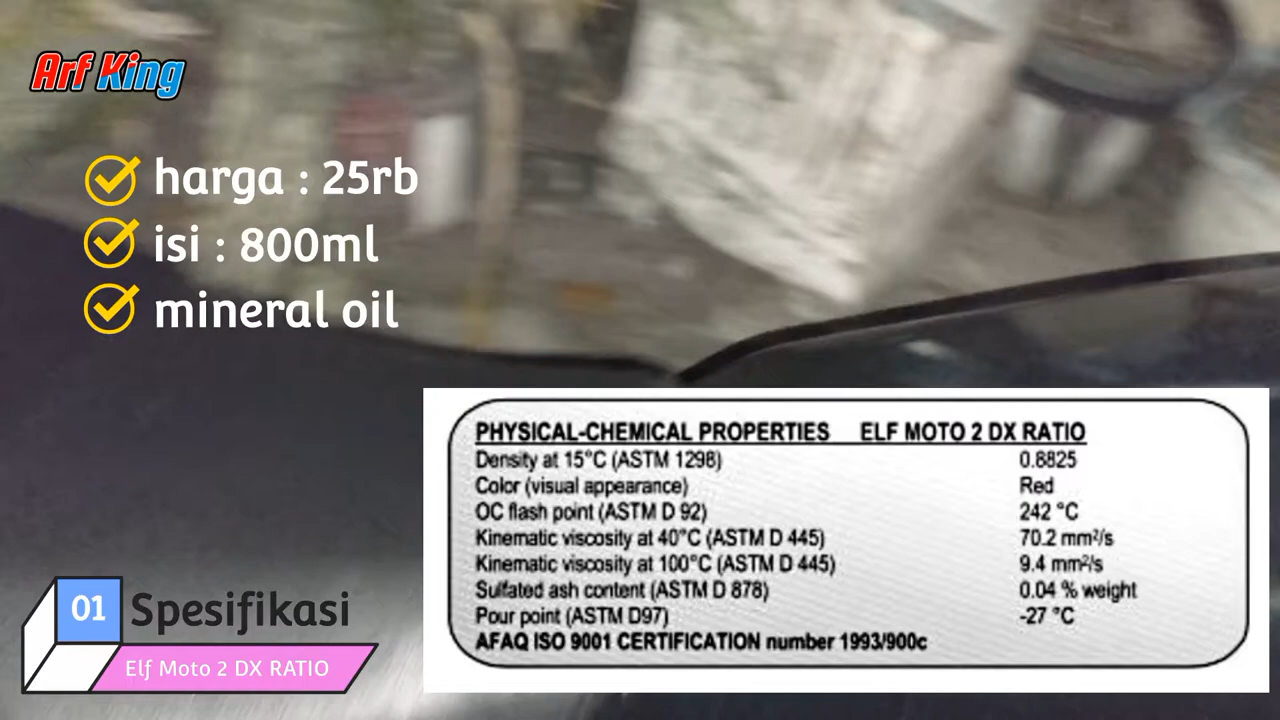 Arf King
harga : 25rb
isi : 800ml
mineral oil
PHYSICAL-CHEMICAL PROPERTIES ELF MOTO 2 DX RATIO
Density at 15°C (ASTM 1298) 0.8825
Color (visual appearance) Red
OC flash point (ASTM D 92) 242 °C
Kinematic viscosity at 40°C (ASTM D 445) 70.2 mm²/s
Kinematic viscosity at 100°C (ASTM D 445) 9.4 mm²/s
Sulfated ash content (ASTM D 878) 0.04 % weight
Pour point (ASTM D97) -27 °C
AFAQ ISO 9001 CERTIFICATION number 1993/900c
01 Spesifikasi
Elf Moto 2 DX RATIO